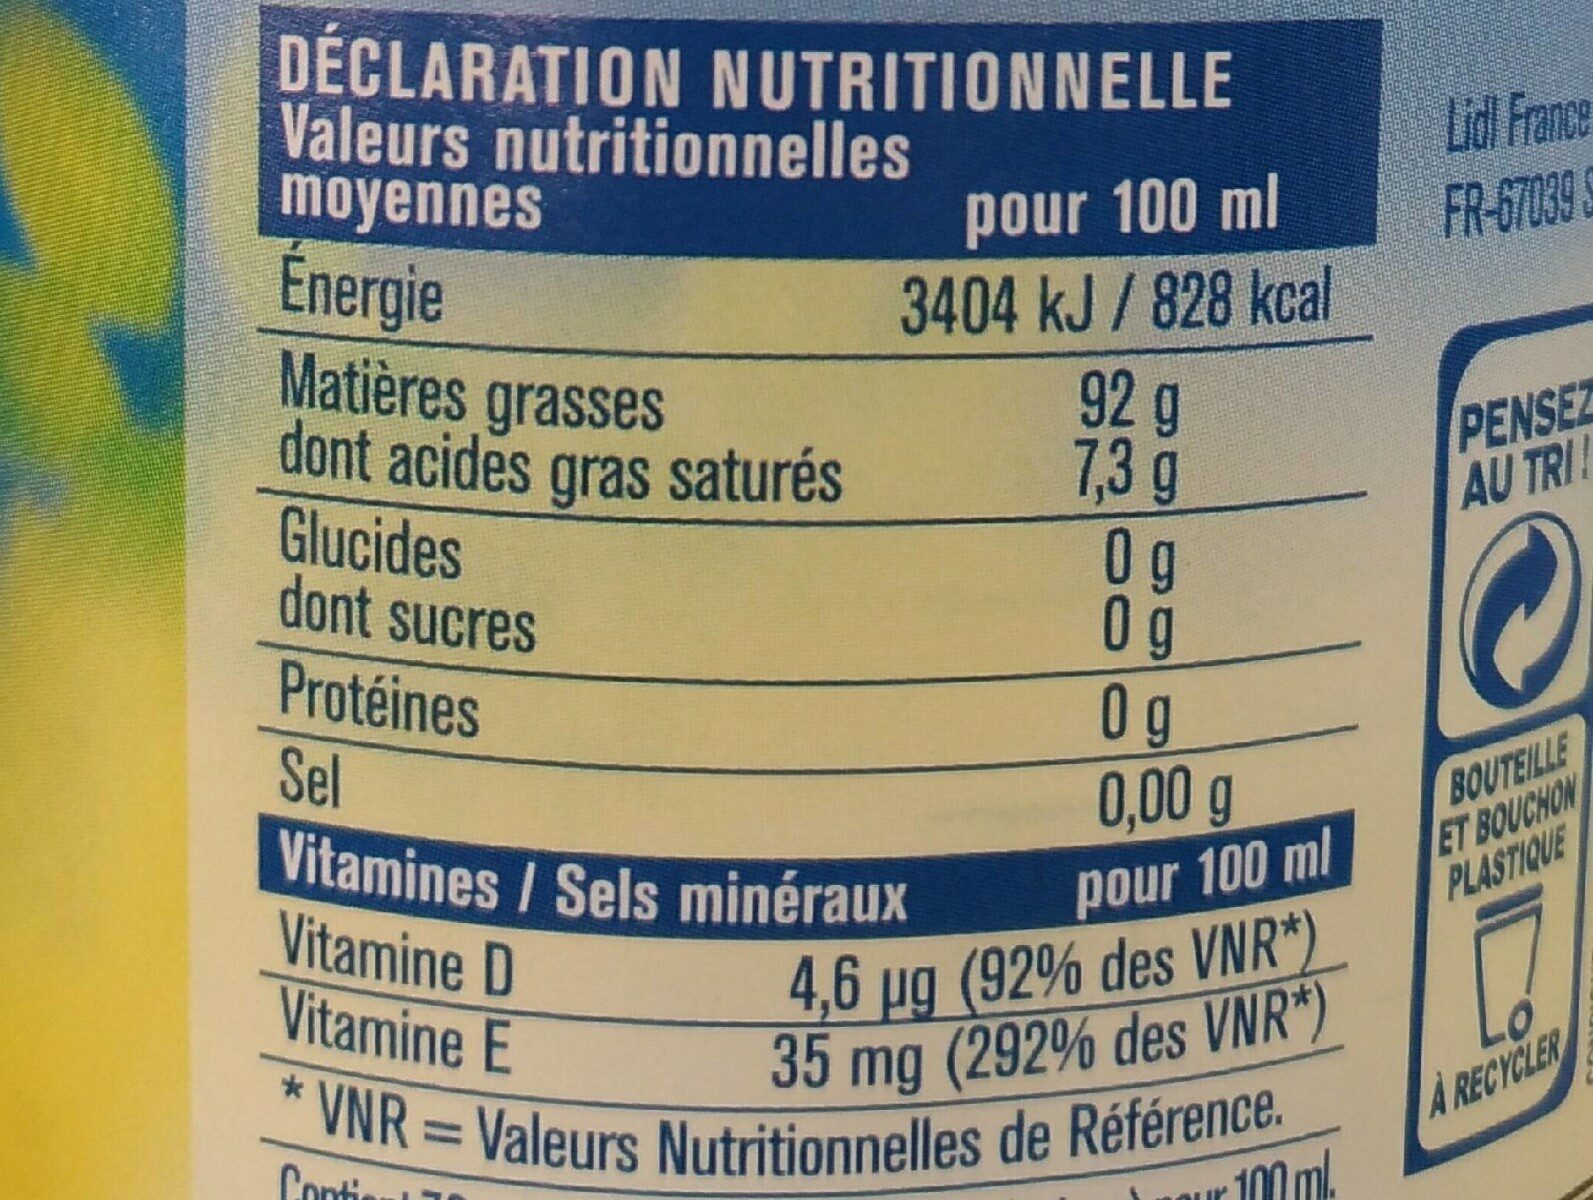 DÉCLARATION NUTRITIONNELLE
Valeurs nutritionnelles
moyennes pour 100 ml
Énergie 3404 kJ / 828 kcal
Matières grasses 92 g
dont acides gras saturés 7,3 g
Glucides 0 g
dont sucres 0 g
Protéines 0 g
Sel 0,00 g
Vitamines / Sels minéraux pour 100 ml
Vitamine D 4,6 µg (92% des VNR*)
Vitamine E 35 mg (292% des VNR*)
* VNR = Valeurs Nutritionnelles de Référence.
100 ml.
Lidl France
FR-67039
PENSEZ
AU TRI !
BOUTEILLE
ET BOUCHON
PLASTIQUE
À RECYCLER